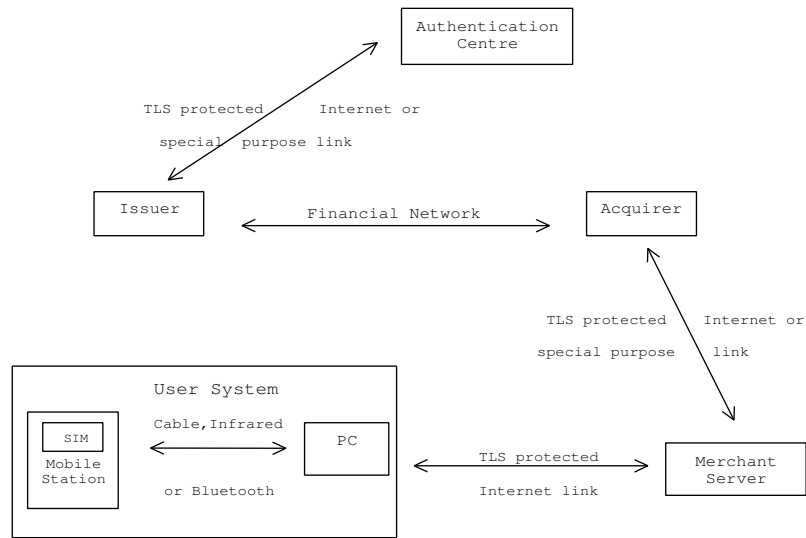 Authentication
Centre
TLS protected Internet or
special purpose link
Issuer
Financial Network
Acquirer
TLS protected Internet or
special purpose link
User System
SIM
Mobile
Station
Cable,Infrared
or Bluetooth
PC
TLS protected
Internet link
Merchant
Server